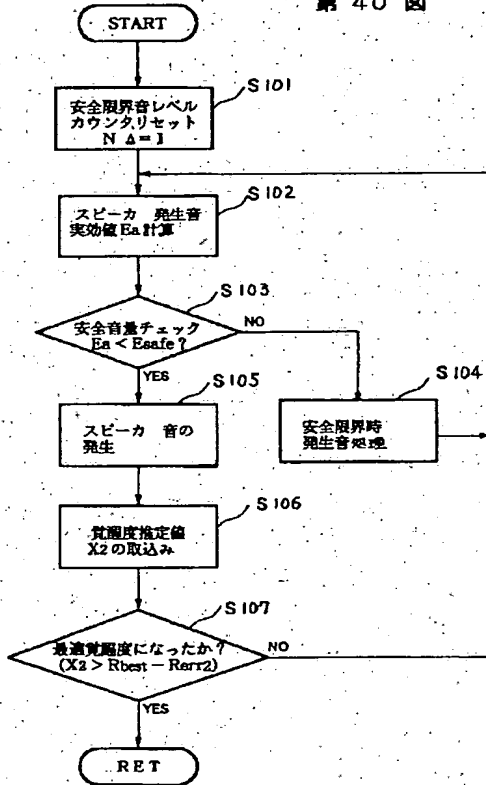 第 40 図
START
S101
安全限界音レベル
カウンタリセット
N Δ = 1
S102
スピーカ 発生音
実効値 Ea計算
S103
安全音量チェック
Ea < Esafe ?
NO
YES
S104
安全限界時
発生音処理
S105
スピーカ 音の
発生
S106
覚醒度推定値
X2の取込み
S107
最適覚醒度になったか?
(X2 > Rbest − Rerr2)
NO
YES
RET